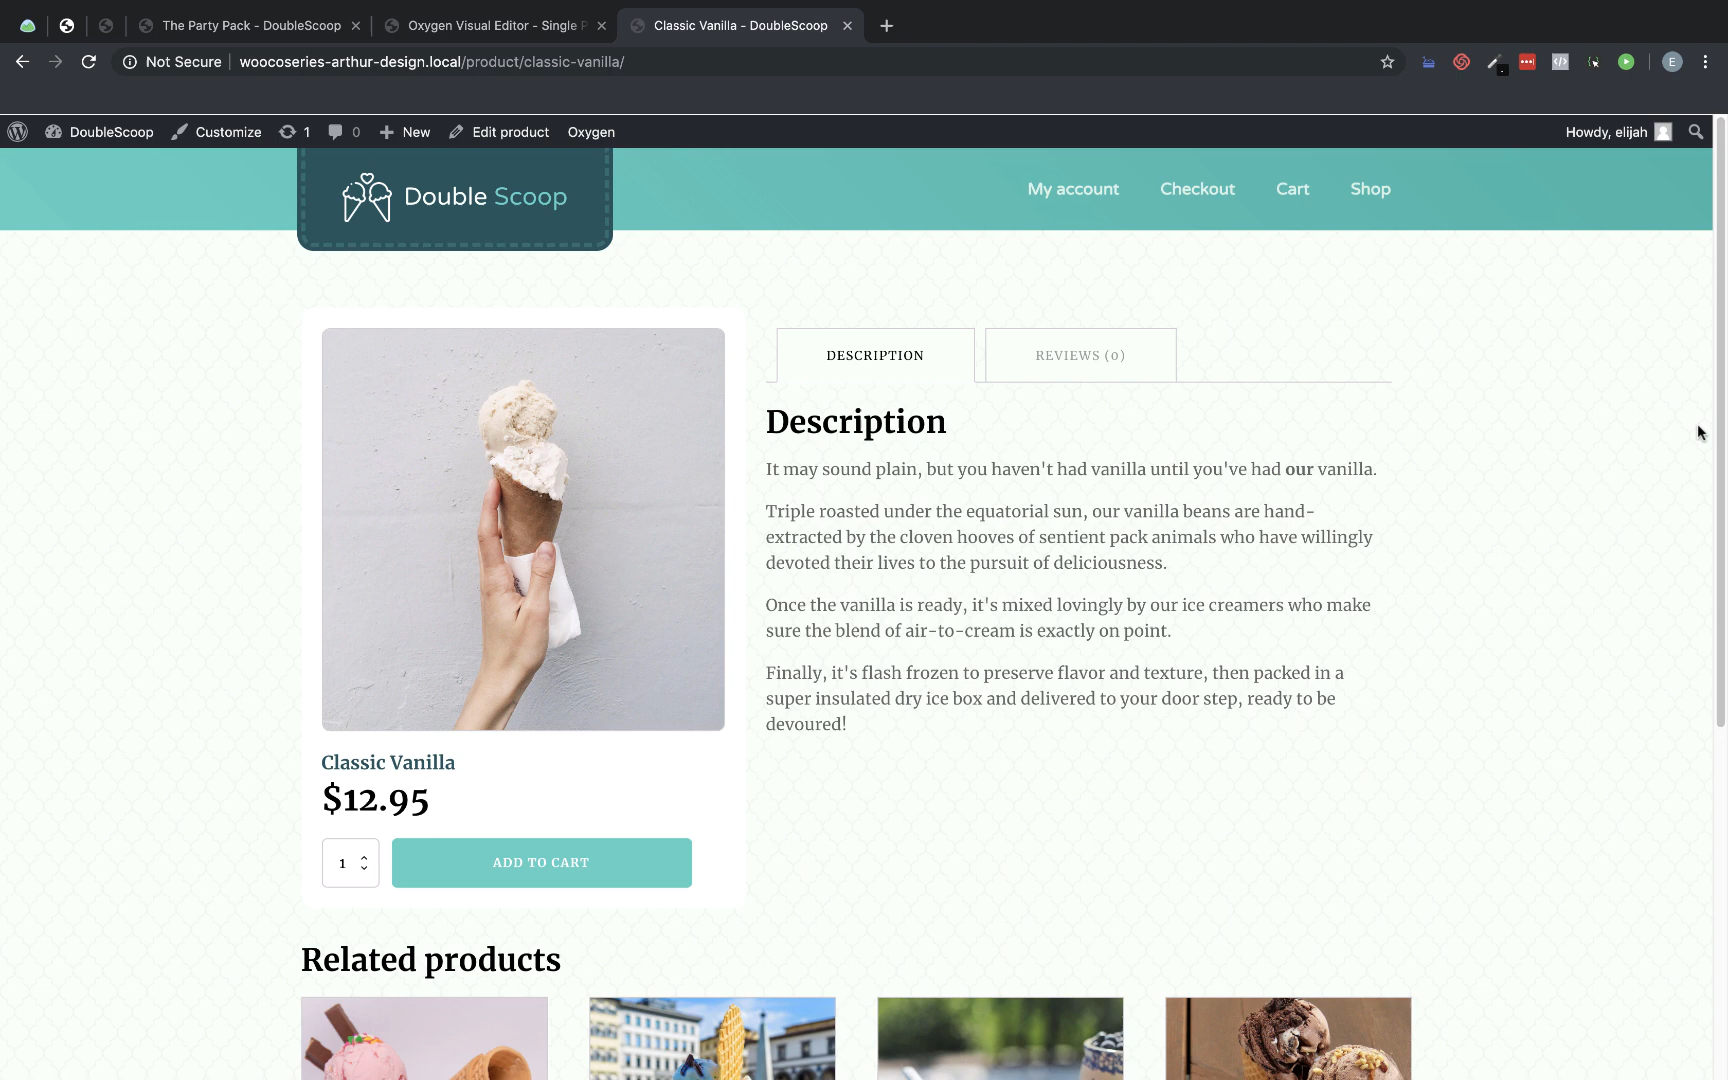 The Party Pack - DoubleScoop
Oxygen Visual Editor - Single P
Classic Vanilla - DoubleScoop
Not Secure
woocoseries-arthur-design.local/product/classic-vanilla/
E
DoubleScoop
Customize
1
0
New
Edit product
Oxygen
Howdy, elijah
Double Scoop
My account
Checkout
Cart
Shop
DESCRIPTION
REVIEWS (0)
Description
It may sound plain, but you haven't had vanilla until you've had our vanilla.
Triple roasted under the equatorial sun, our vanilla beans are hand-
extracted by the cloven hooves of sentient pack animals who have willingly
devoted their lives to the pursuit of deliciousness.
Once the vanilla is ready, it's mixed lovingly by our ice creamers who make
sure the blend of air-to-cream is exactly on point.
Finally, it's flash frozen to preserve flavor and texture, then packed in a
super insulated dry ice box and delivered to your door step, ready to be
devoured!
Classic Vanilla
$12.95
1
ADD TO CART
Related products